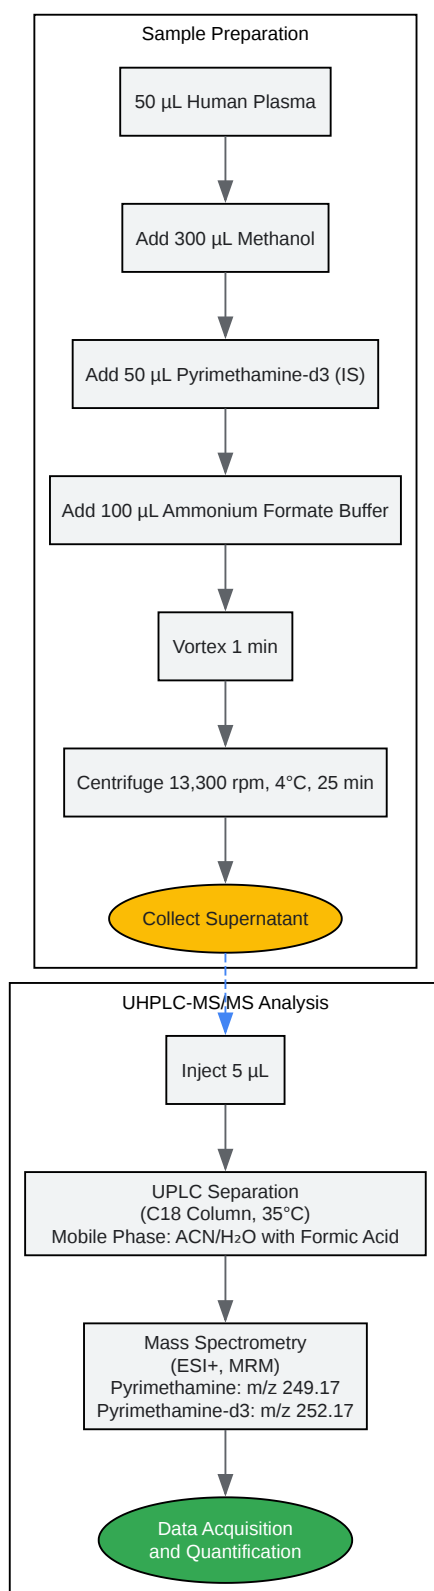 Sample Preparation
50 µL Human Plasma
Add 300 µL Methanol
Add 50 µL Pyrimethamine-d3 (IS)
Add 100 µL Ammonium Formate Buffer
Vortex 1 min
Centrifuge 13,300 rpm, 4°C, 25 min
Collect Supernatant
UHPLC-MS/MS Analysis
Inject 5 µL
UPLC Separation
(C18 Column, 35°C)
Mobile Phase: ACN/H₂O with Formic Acid
Mass Spectrometry
(ESI+, MRM)
Pyrimethamine: m/z 249.17
Pyrimethamine-d3: m/z 252.17
Data Acquisition
and Quantification